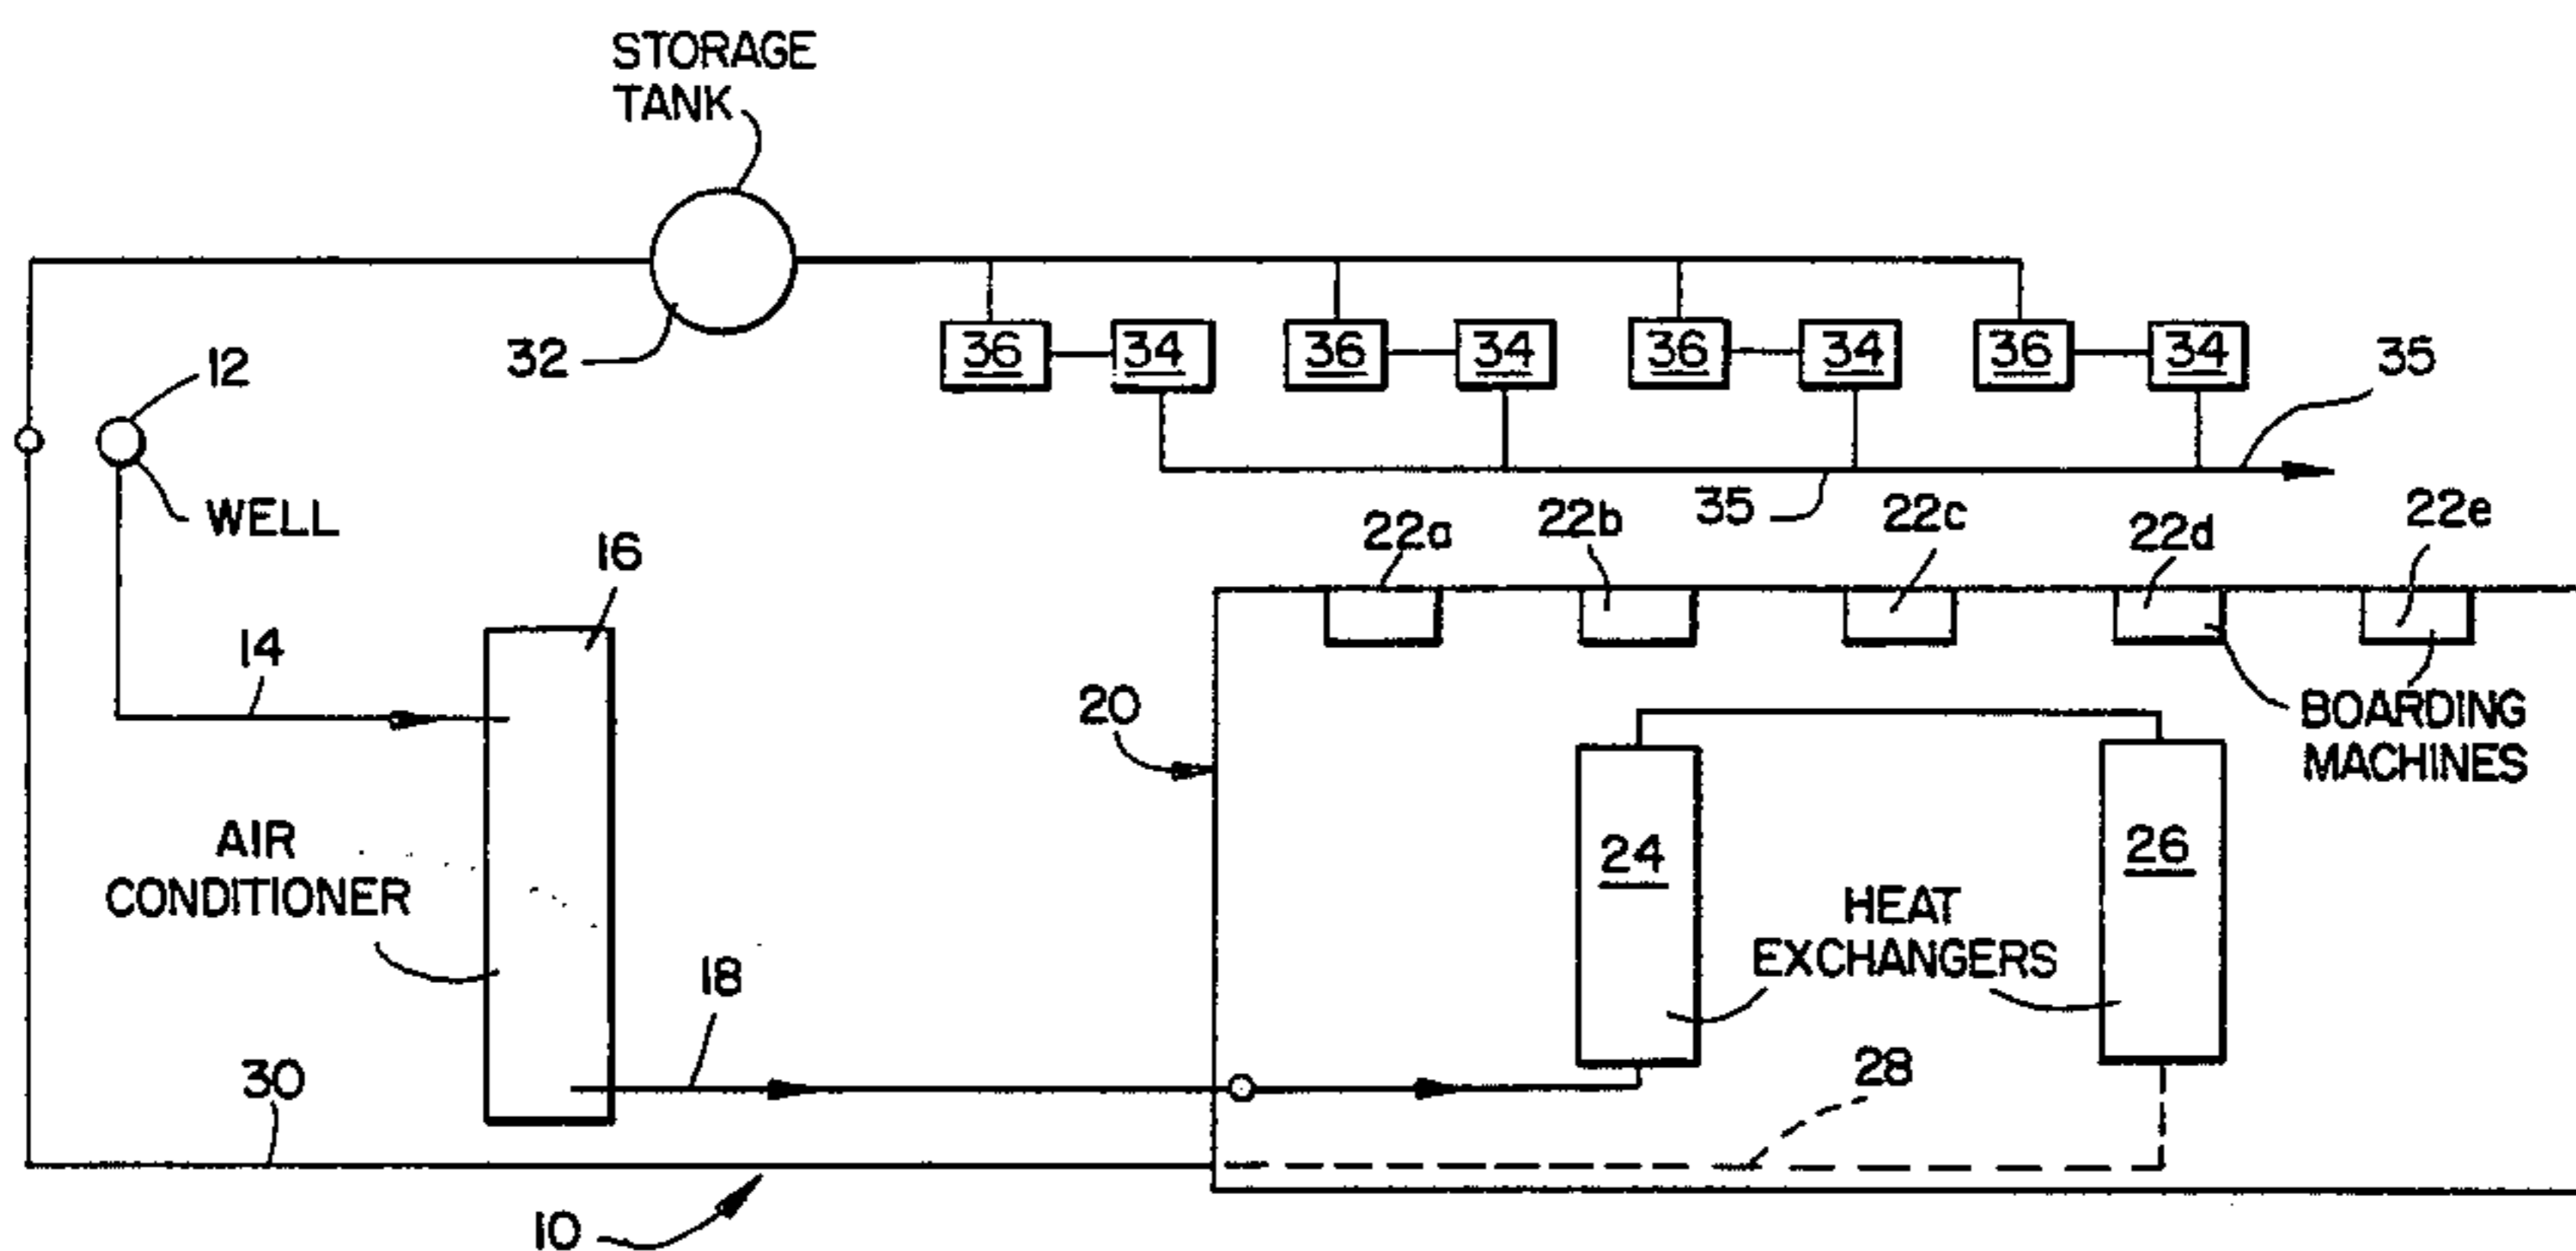 STORAGE
TANK
32
12
WELL
36 34 36 34 36 34 36 34
35
35
22a 22b 22c 22d 22e
16
14
20
BOARDING
MACHINES
AIR
CONDITIONER
24
26
HEAT
EXCHANGERS
18
28
30
10